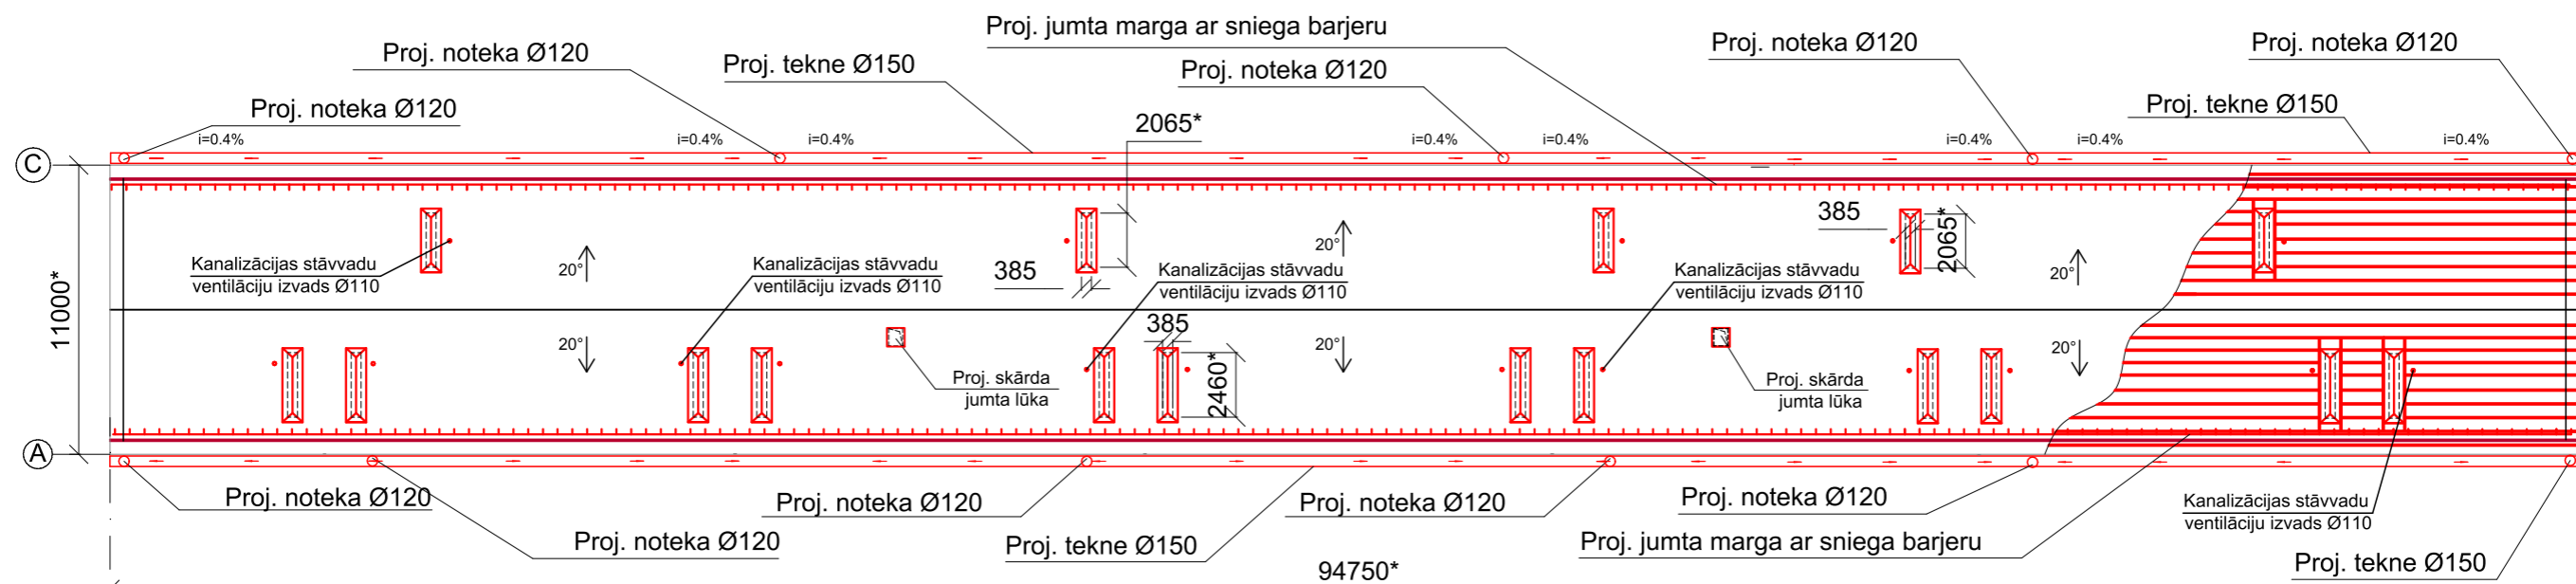 Proj. jumta marga ar sniega barjeru
Proj. noteka Ø120
Proj. noteka Ø120
Proj. noteka Ø120
Proj. tekne Ø150
Proj. noteka Ø120
Proj. noteka Ø120
Proj. tekne Ø150
2065*
i=0.4%
i=0.4%
i=0.4%
i=0.4%
i=0.4%
i=0.4%
i=0.4%
i=0.4%
C
385
2065*
20°
Kanalizācijas stāvvadu
ventilāciju izvads Ø110
20°
Kanalizācijas stāvvadu
ventilāciju izvads Ø110
385
Kanalizācijas stāvvadu
ventilāciju izvads Ø110
Kanalizācijas stāvvadu
ventilāciju izvads Ø110
20°
11000*
385
20°
20°
20°
2460*
Proj. skārda
jumta lūka
Proj. skārda
jumta lūka
A
Proj. noteka Ø120
Proj. noteka Ø120
Proj. noteka Ø120
Proj. noteka Ø120
Kanalizācijas stāvvadu
ventilāciju izvads Ø110
Proj. noteka Ø120
Proj. tekne Ø150
Proj. jumta marga ar sniega barjeru
Proj. tekne Ø150
94750*